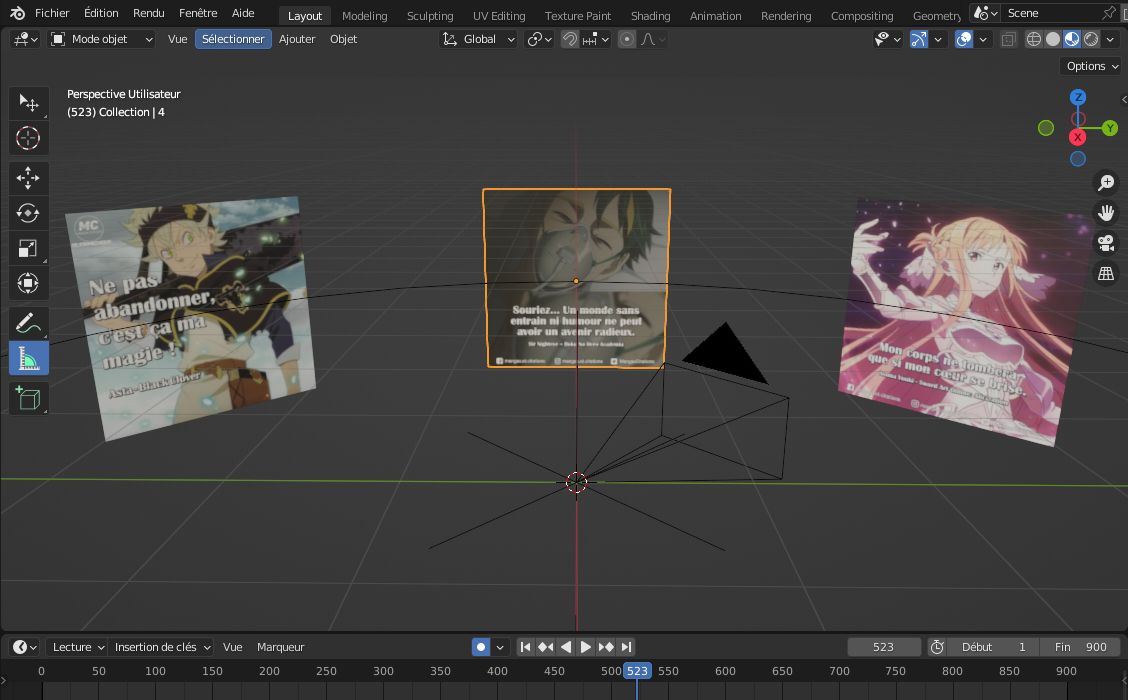 Fichier Édition Rendu Fenêtre Aide Layout Modeling Sculpting UV Editing Texture Paint Shading Animation Rendering Compositing Geometry Scene
Mode objet Vue Sélectionner Ajouter Objet Global
Options
Perspective Utilisateur
(523) Collection | 4
Z
Y
X
MC
Ne pas
abandonner,
c'est ça ma
magie !
Asta - Black Clover
Souriez... Un monde sans
entrain ni humour ne peut
avoir un avenir radieux.
Sir Nighteye - Boku No Hero Academia
Mon corps ne tombera
que si mon cœur se brise.
Asuna Yuuki - Sword Art Online:
Lecture Insertion de clés Vue Marqueur 523 Début 1 Fin 900
0 50 100 150 200 250 300 350 400 450 500 523 550 600 650 700 750 800 850 900